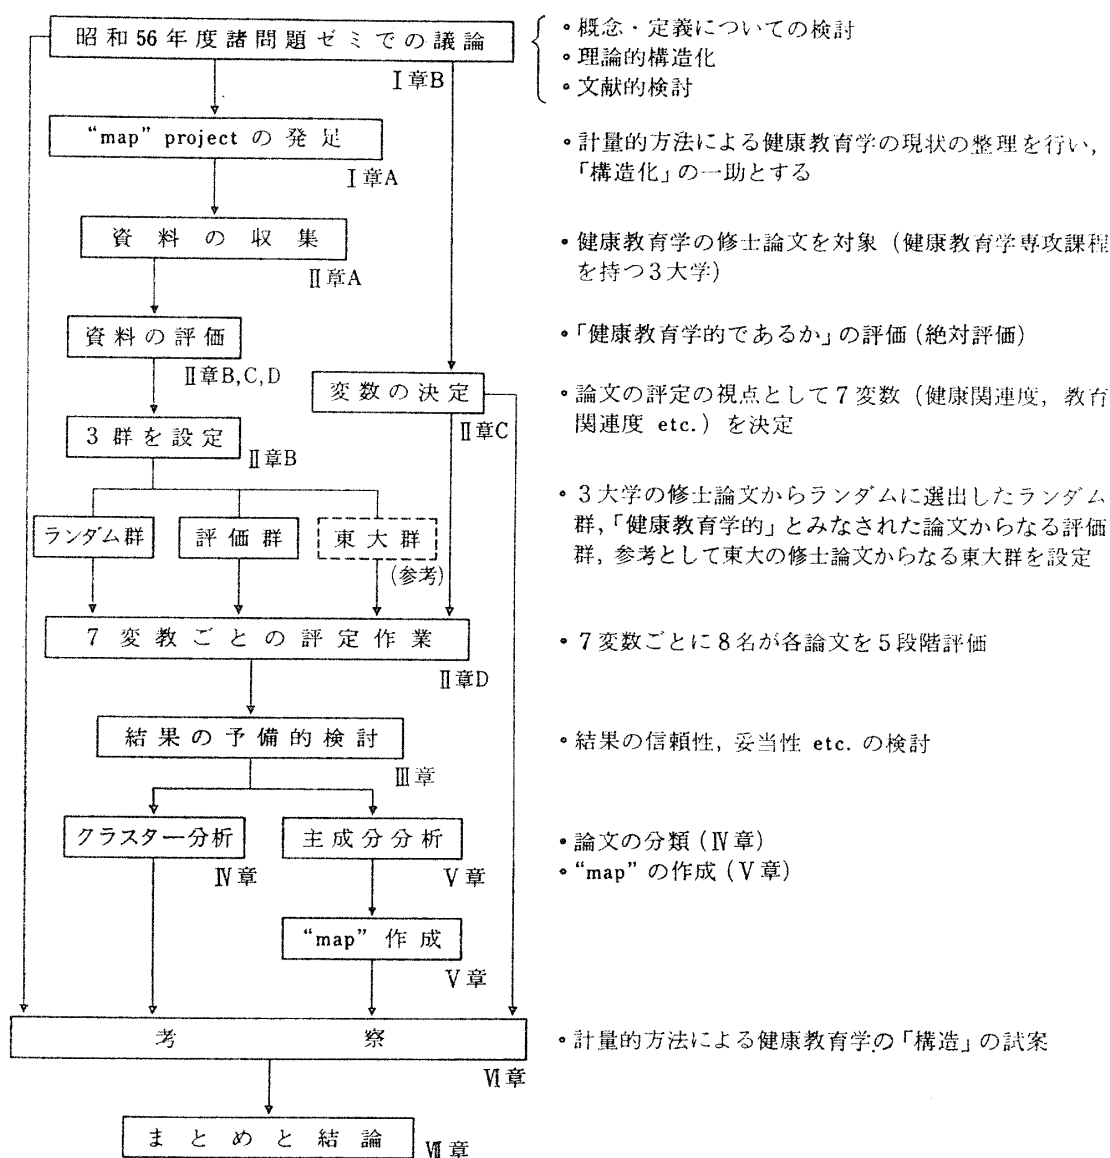 昭和56年度諸問題ゼミでの議論
Ⅰ章B
• 概念・定義についての検討
• 理論的構造化
• 文献的検討
“map” project の発足
Ⅰ章A
• 計量的方法による健康教育学の現状の整理を行い,
「構造化」の一助とする
資料の収集
Ⅱ章A
• 健康教育学の修士論文を対象（健康教育学専攻課程
を持つ3大学）
資料の評価
Ⅱ章B,C,D
• 「健康教育学的であるか」の評価（絶対評価）
変数の決定
Ⅱ章C
• 論文の評定の視点として7変数（健康関連度, 教育
関連度 etc.）を決定
3群を設定
Ⅱ章B
ランダム群
評価群
東大群
(参考)
• 3大学の修士論文からランダムに選出したランダム
群,「健康教育学的」とみなされた論文からなる評価
群, 参考として東大の修士論文からなる東大群を設定
7変教ごとの評定作業
Ⅱ章D
• 7変数ごとに8名が各論文を5段階評価
結果の予備的検討
Ⅲ章
• 結果の信頼性, 妥当性 etc. の検討
クラスター分析
Ⅳ章
主成分分析
Ⅴ章
• 論文の分類（Ⅳ章）
• “map” の作成（Ⅴ章）
“map” 作成
Ⅴ章
考察
Ⅵ章
• 計量的方法による健康教育学の「構造」の試案
まとめと結論
Ⅶ章